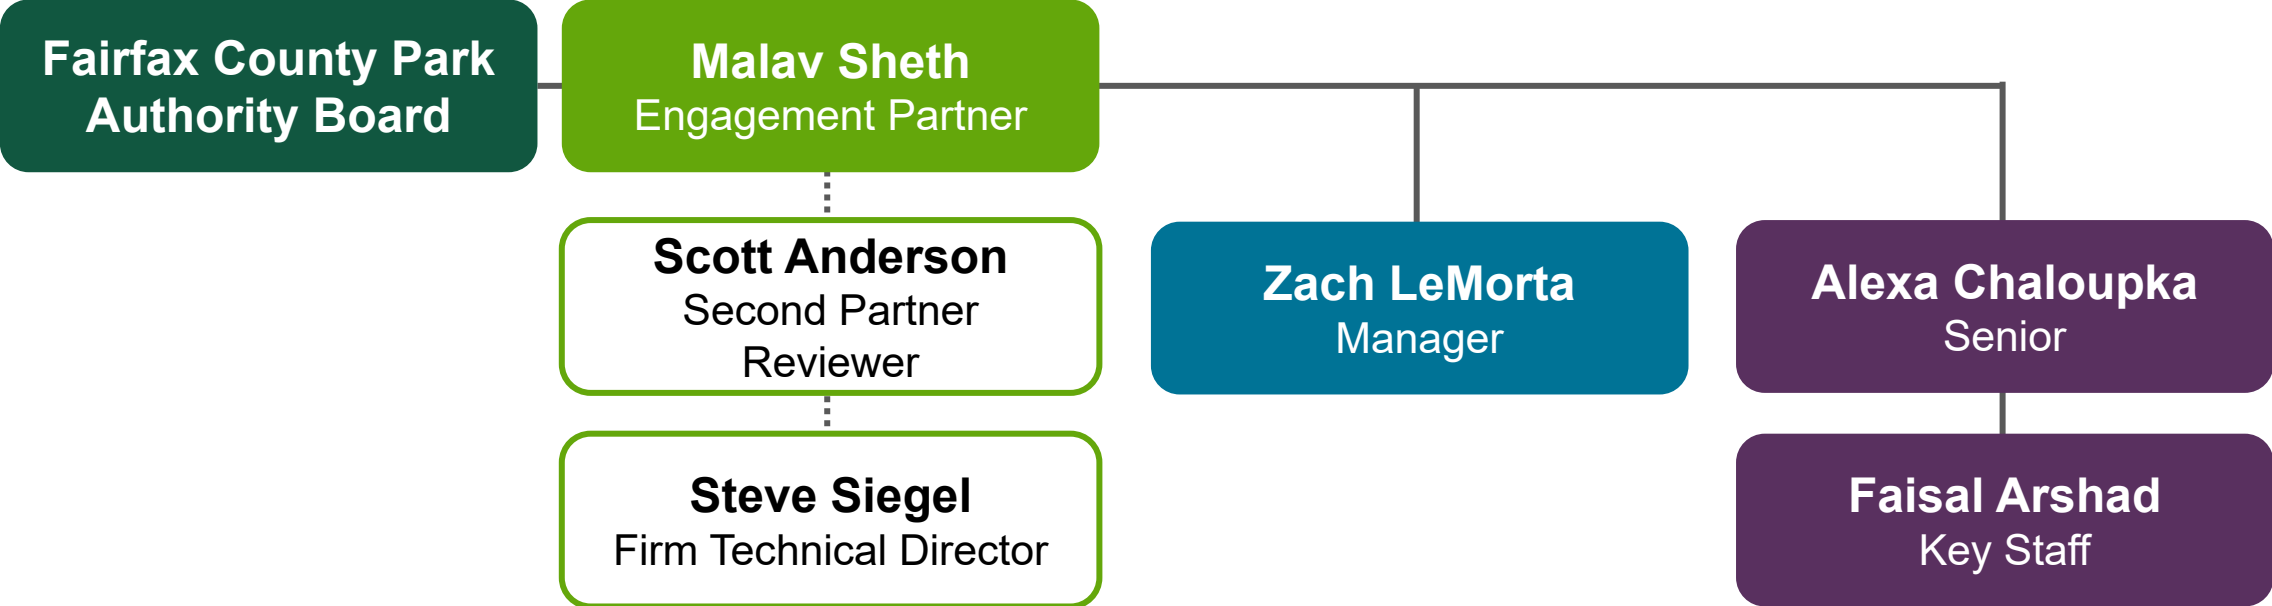 Fairfax County Park
Authority Board
Malav Sheth
Engagement Partner
Scott Anderson
Second Partner
Reviewer
Steve Siegel
Firm Technical Director
Zach LeMorta
Manager
Alexa Chaloupka
Senior
Faisal Arshad
Key Staff